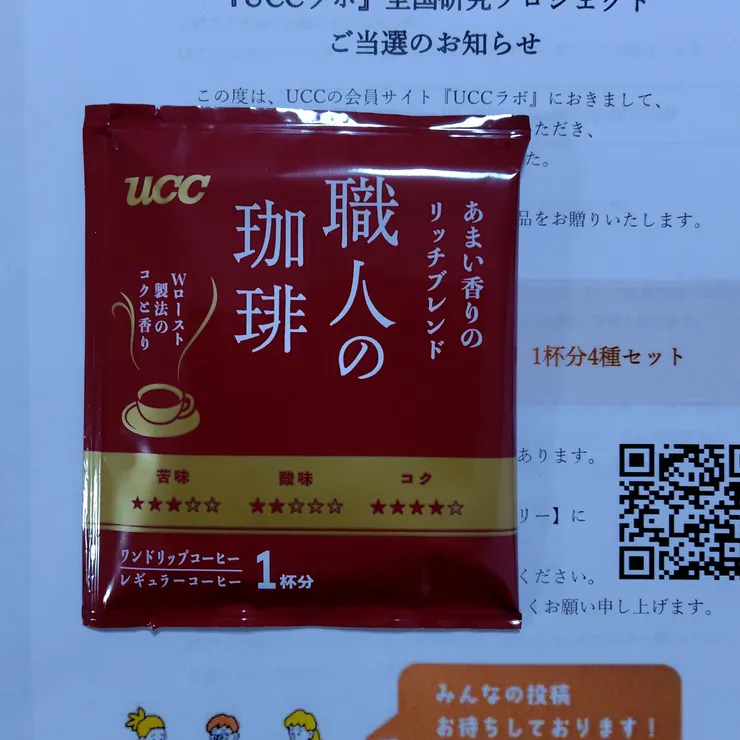 『UCCラボ』全国研究プロジェクト
ご当選のお知らせ
この度は、UCCの会員サイト『UCCラボ』におきまして、
ただき、
た。
品をお贈りいたします。
1杯分4種セット
あります。
リー】に
ください。
くお願い申し上げます。
みんなの投稿
お待ちしております!
UCC
あまい香りの
リッチブレンド
職人の
珈琲
Wロースト
製法の
コクと香り
苦味 酸味 コク
★★★☆☆ ★★☆☆☆ ★★★★☆
ワンドリップコーヒー
レギュラーコーヒー
1杯分